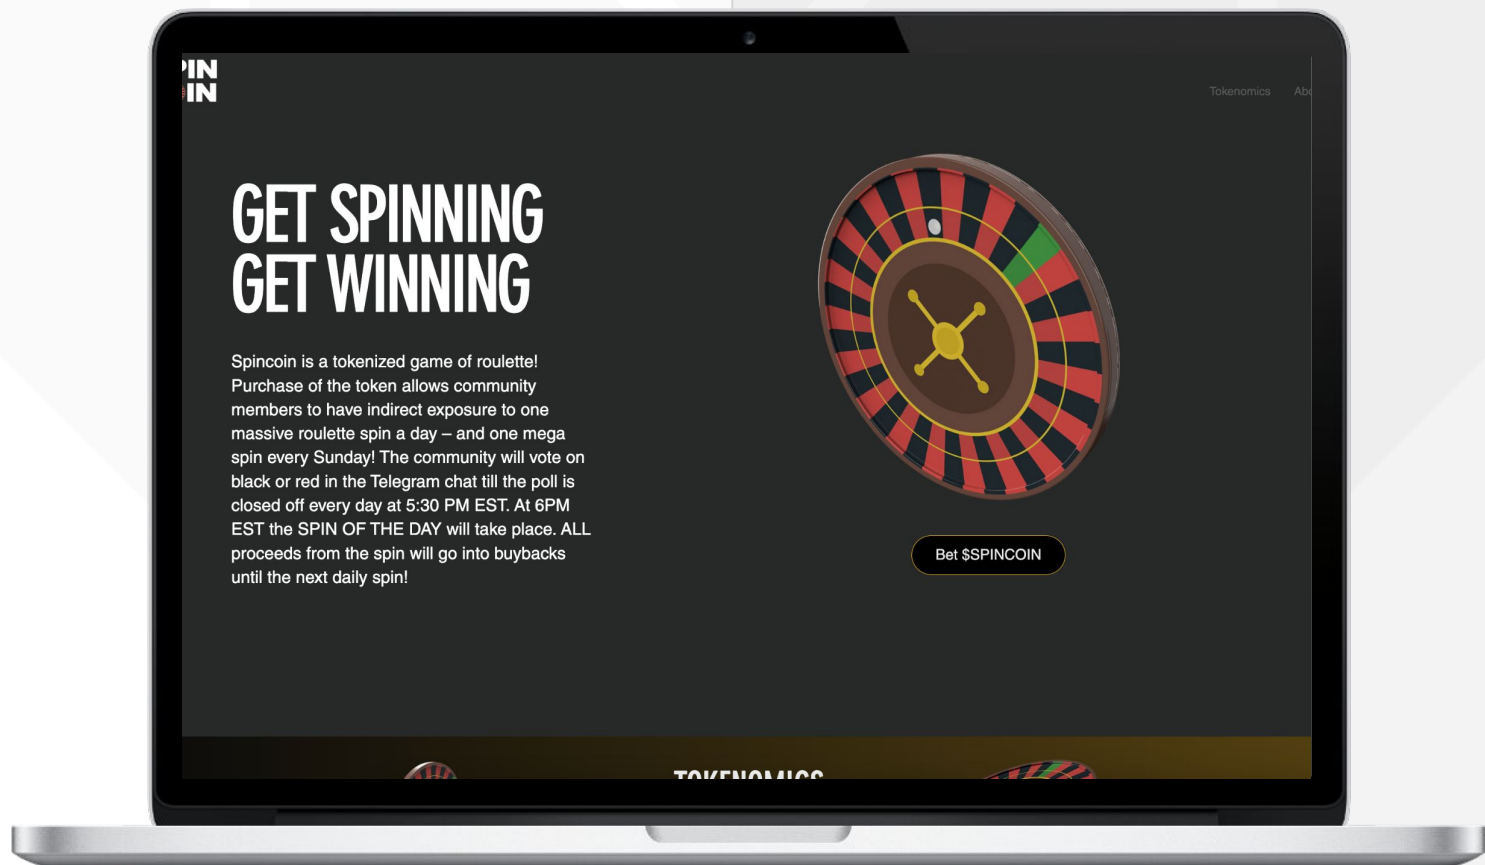 PIN
IN
Tokenomics Abo
GET SPINNING
GET WINNING
Spincoin is a tokenized game of roulette!
Purchase of the token allows community
members to have indirect exposure to one
massive roulette spin a day – and one mega
spin every Sunday! The community will vote on
black or red in the Telegram chat till the poll is
closed off every day at 5:30 PM EST. At 6PM
EST the SPIN OF THE DAY will take place. ALL
proceeds from the spin will go into buybacks
until the next daily spin!
Bet $SPINCOIN
TOKENOMICS